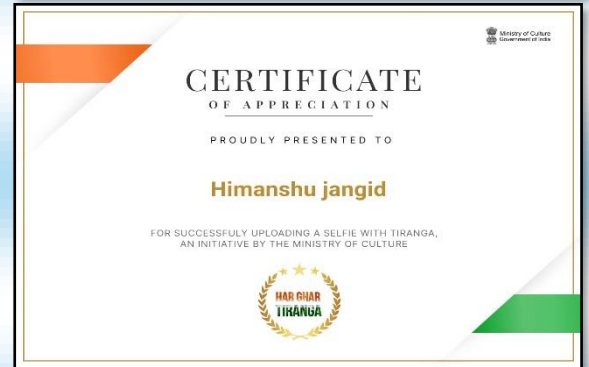 Ministry of Culture
Government of India
CERTIFICATE
OF APPRECIATION
PROUDLY PRESENTED TO
Himanshu jangid
FOR SUCCESSFULY UPLOADING A SELFIE WITH TIRANGA,
AN INITIATIVE BY THE MINISTRY OF CULTURE
HAR GHAR
TIRANGA